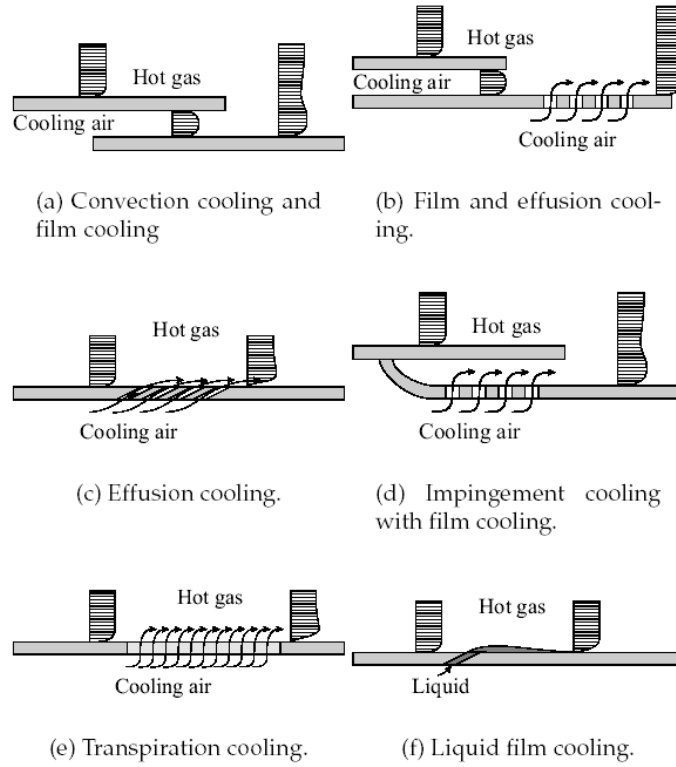 Hot gas
Cooling air
(a) Convection cooling and
film cooling
Hot gas
Cooling air
Cooling air
(b) Film and effusion cool-
ing.
Hot gas
Cooling air
(c) Effusion cooling.
Hot gas
Cooling air
(d) Impingement cooling
with film cooling.
Hot gas
Cooling air
(e) Transpiration cooling.
Hot gas
Liquid
(f) Liquid film cooling.